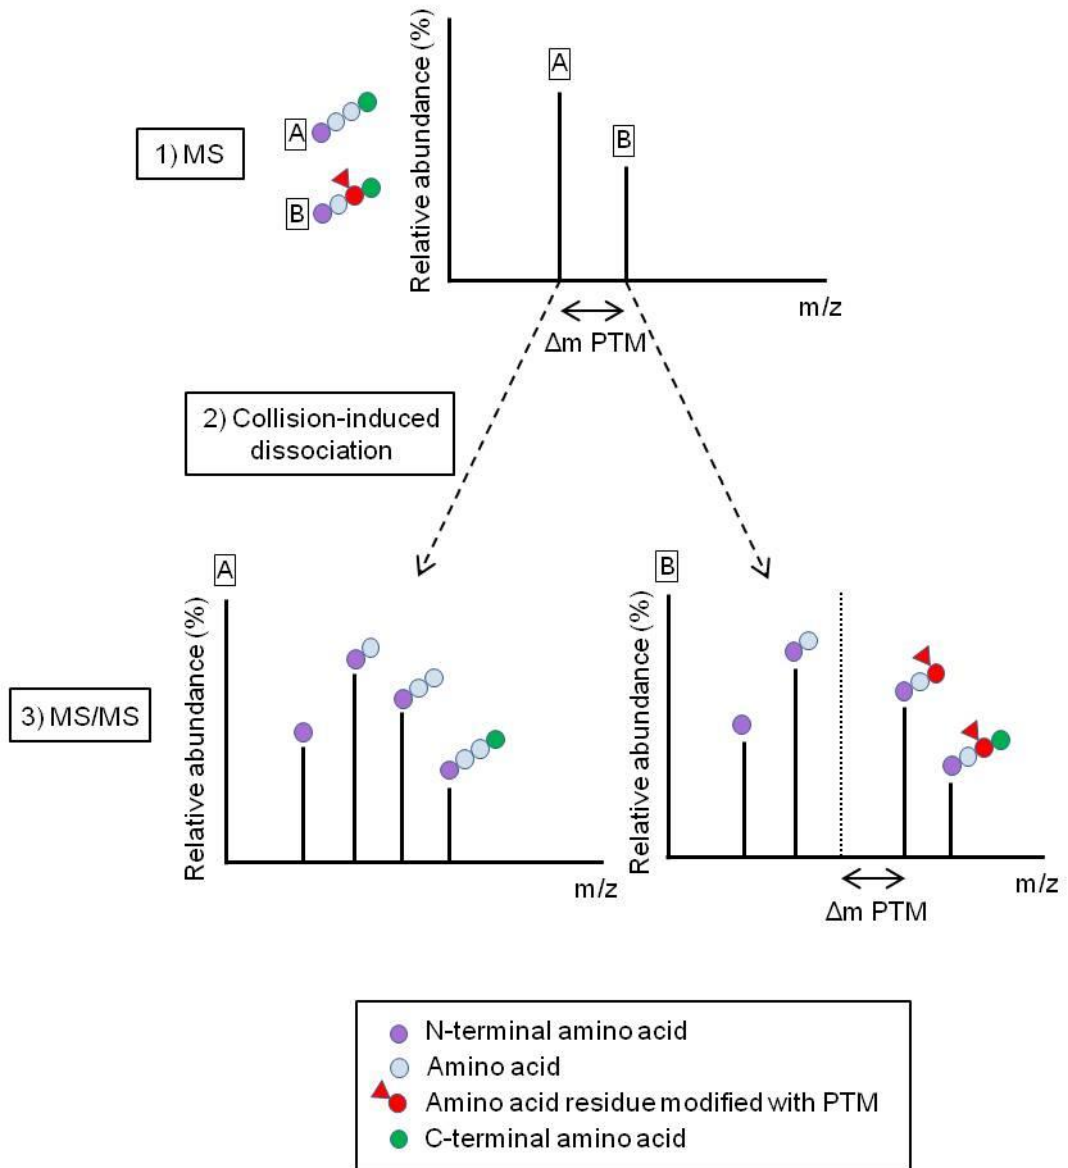 Relative abundance (%)
A
B
1) MS
A
B
m/z
Δm PTM
2) Collision-induced
dissociation
A
Relative abundance (%)
m/z
B
Relative abundance (%)
m/z
Δm PTM
3) MS/MS
N-terminal amino acid
Amino acid
Amino acid residue modified with PTM
C-terminal amino acid